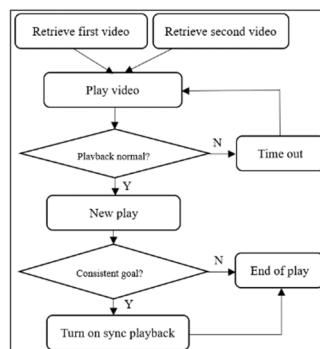 Retrieve first video
Retrieve second video
Play video
Playback normal?
N
Time out
Y
New play
Consistent goal?
N
End of play
Y
Turn on sync playback